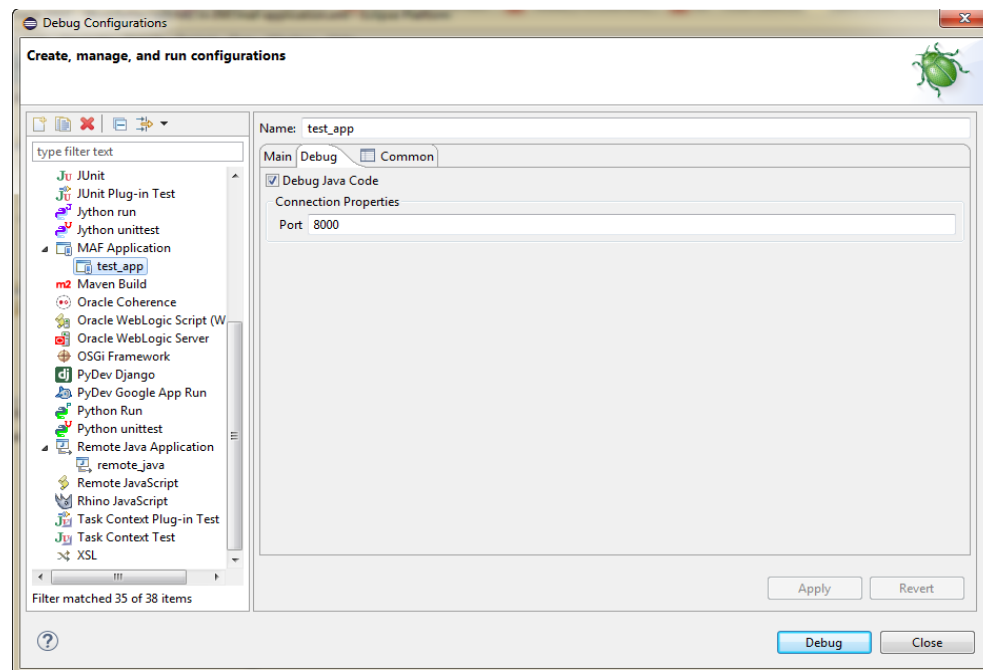 Debug Configurations
Create, manage, and run configurations
type filter text
JUnit
JUnit Plug-in Test
Jython run
Jython unittest
MAF Application
test_app
m2 Maven Build
Oracle Coherence
Oracle WebLogic Script (W
Oracle WebLogic Server
OSGi Framework
dj PyDev Django
PyDev Google App Run
Python Run
Python unittest
Remote Java Application
remote_java
Remote JavaScript
Rhino JavaScript
Task Context Plug-in Test
Task Context Test
XSL
Filter matched 35 of 38 items
Name: test_app
Main Debug Common
Debug Java Code
Connection Properties
Port 8000
Apply Revert
Debug Close